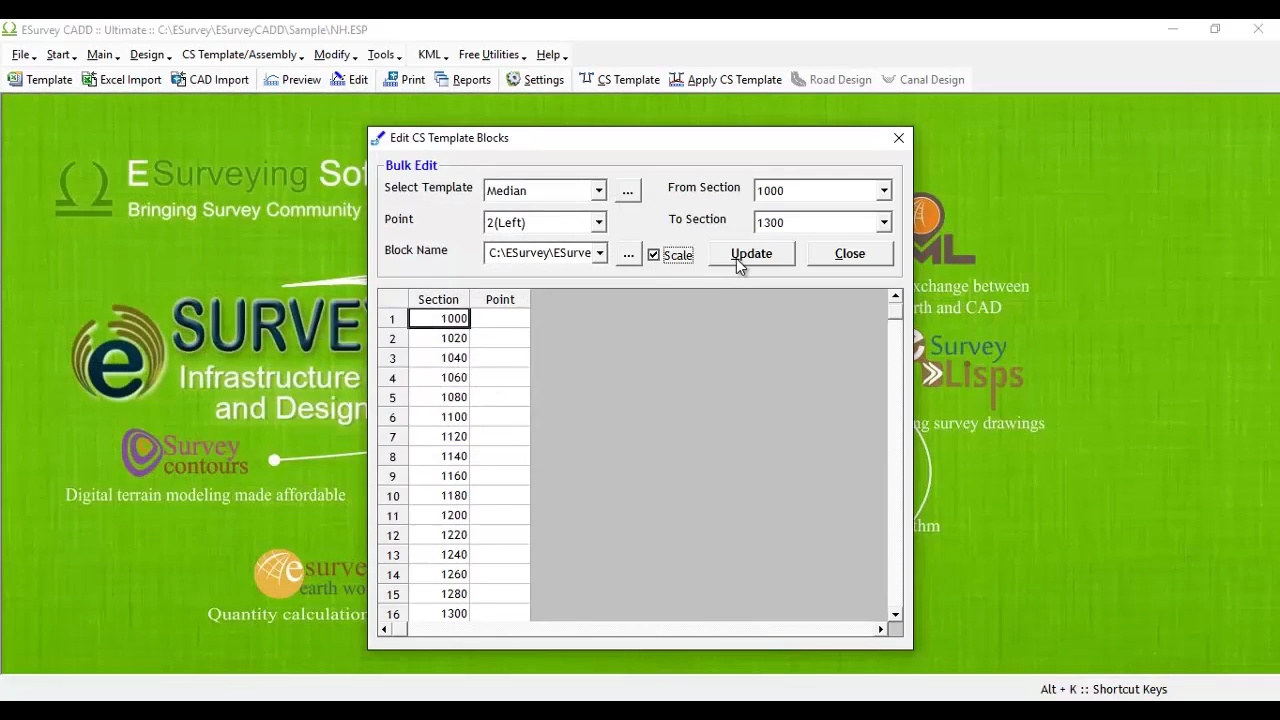 ESurvey CADD :: Ultimate :: C:\ESurvey\ESurveyCADD\Sample\NH.ESP
File Start Main Design CS Template/Assembly Modify Tools KML Free Utilities Help
Template Excel Import CAD Import Preview Edit Print Reports Settings CS Template Apply CS Template Road Design Canal Design
ESurveying Sof
Bringing Survey Community
Edit CS Template Blocks
Bulk Edit
Select Template Median ... From Section 1000
Point 2(Left) To Section 1300
Block Name C:\ESurvey\ESurve ... Scale Update Close
Section Point
1 1000
2 1020
3 1040
4 1060
5 1080
6 1100
7 1120
8 1140
9 1160
10 1180
11 1200
12 1220
13 1240
14 1260
15 1280
16 1300
ML
xchange between
rth and CAD
e SURVEY
Infrastructure
and Design
e Survey
Lisps
ng survey drawings
Survey
contours
Digital terrain modeling made affordable
thm
esurve
earth wo
Quantity calculation
Alt + K :: Shortcut Keys